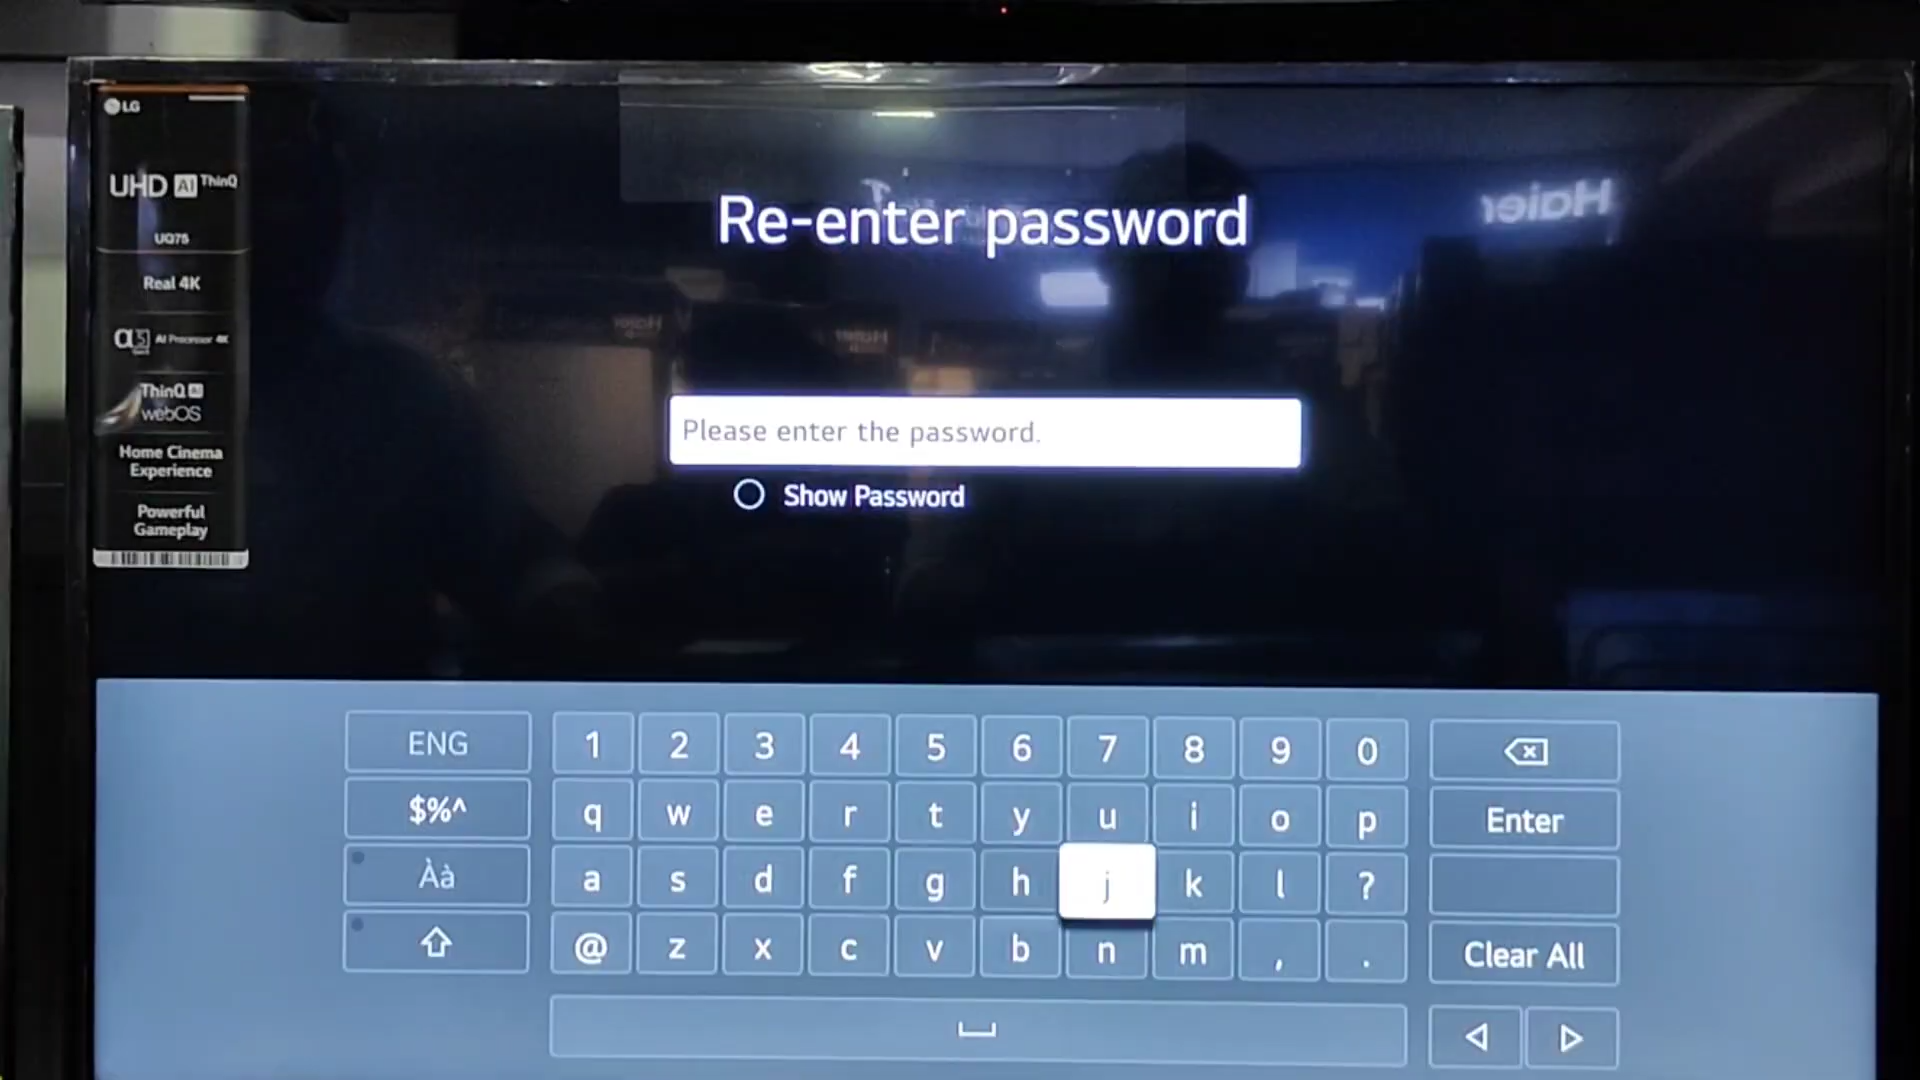 LG
UHD AI ThinQ
UQ75
Real 4K
α5 AI Processor 4K
ThinQ AI
webOS
Home Cinema
Experience
Powerful
Gameplay
Re-enter password
Haier
Haier
Haier
Please enter the password.
Show Password
ENG 1 2 3 4 5 6 7 8 9 0
$%^ q w e r t y u i o p Enter
Àà a s d f g h j k l ?
@ z x c v b n m , . Clear All